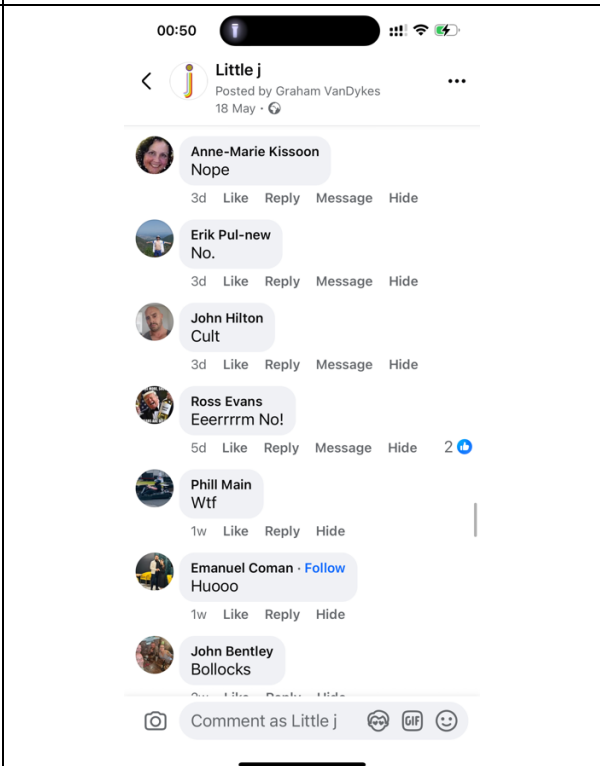 00:50
Little j
Posted by Graham VanDykes
18 May ·
Anne-Marie Kissoon
Nope
3d Like Reply Message Hide
Erik Pul-new
No.
3d Like Reply Message Hide
John Hilton
Cult
3d Like Reply Message Hide
Ross Evans
Eeerrrrm No!
5d Like Reply Message Hide 2
Phill Main
Wtf
1w Like Reply Hide
Emanuel Coman · Follow
Huooo
1w Like Reply Hide
John Bentley
Bollocks
Like Reply Hide
Comment as Little j GIF